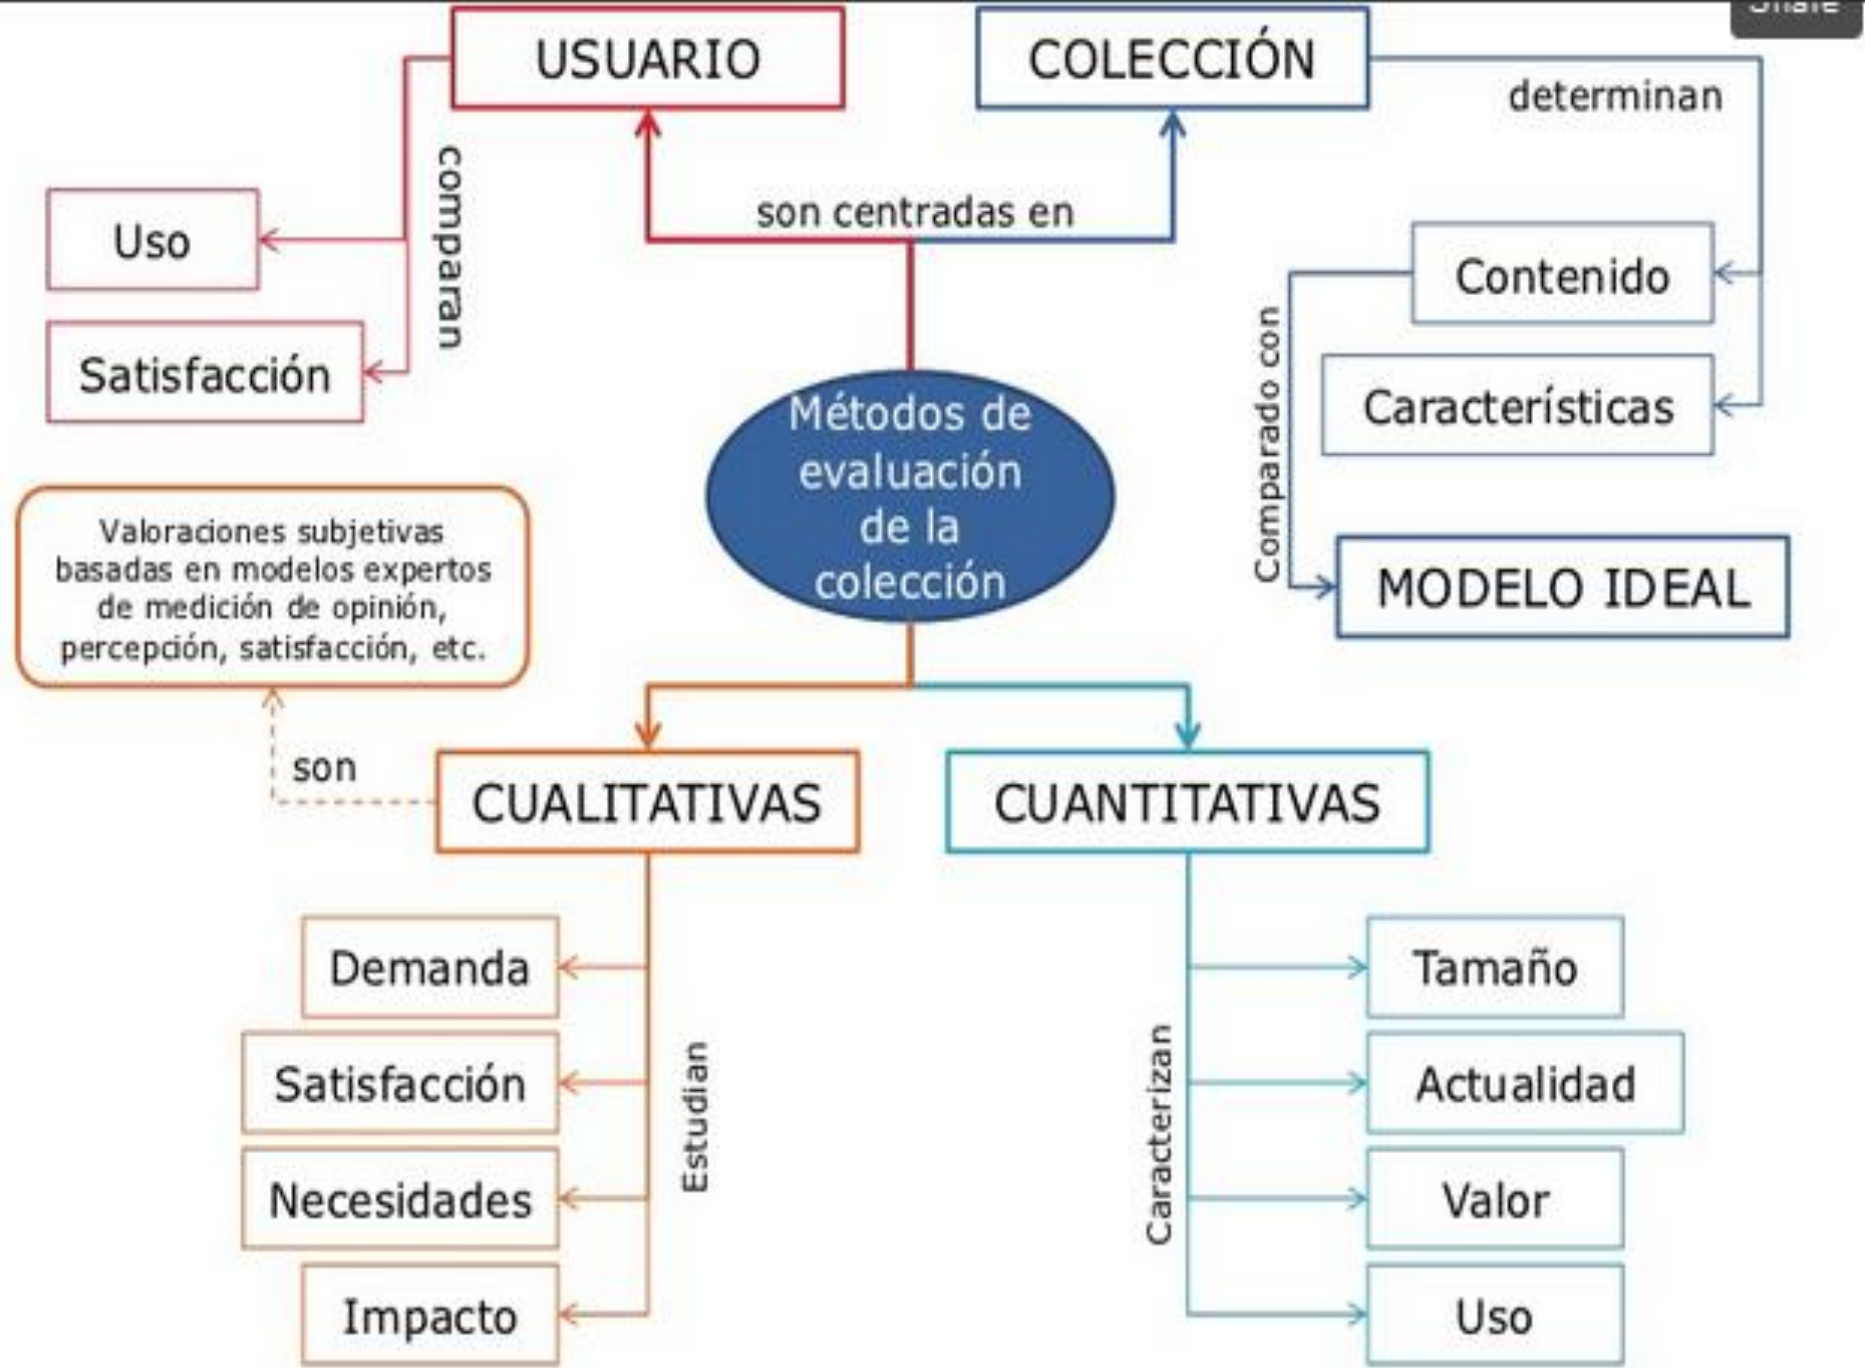 Share
USUARIO
COLECCIÓN
determinan
comparan
Uso
Satisfacción
son centradas en
Contenido
Características
Comparado con
MODELO IDEAL
Métodos de
evaluación
de la
colección
Valoraciones subjetivas
basadas en modelos expertos
de medición de opinión,
percepción, satisfacción, etc.
son
CUALITATIVAS
CUANTITATIVAS
Demanda
Satisfacción
Necesidades
Impacto
Estudian
Caracterizan
Tamaño
Actualidad
Valor
Uso